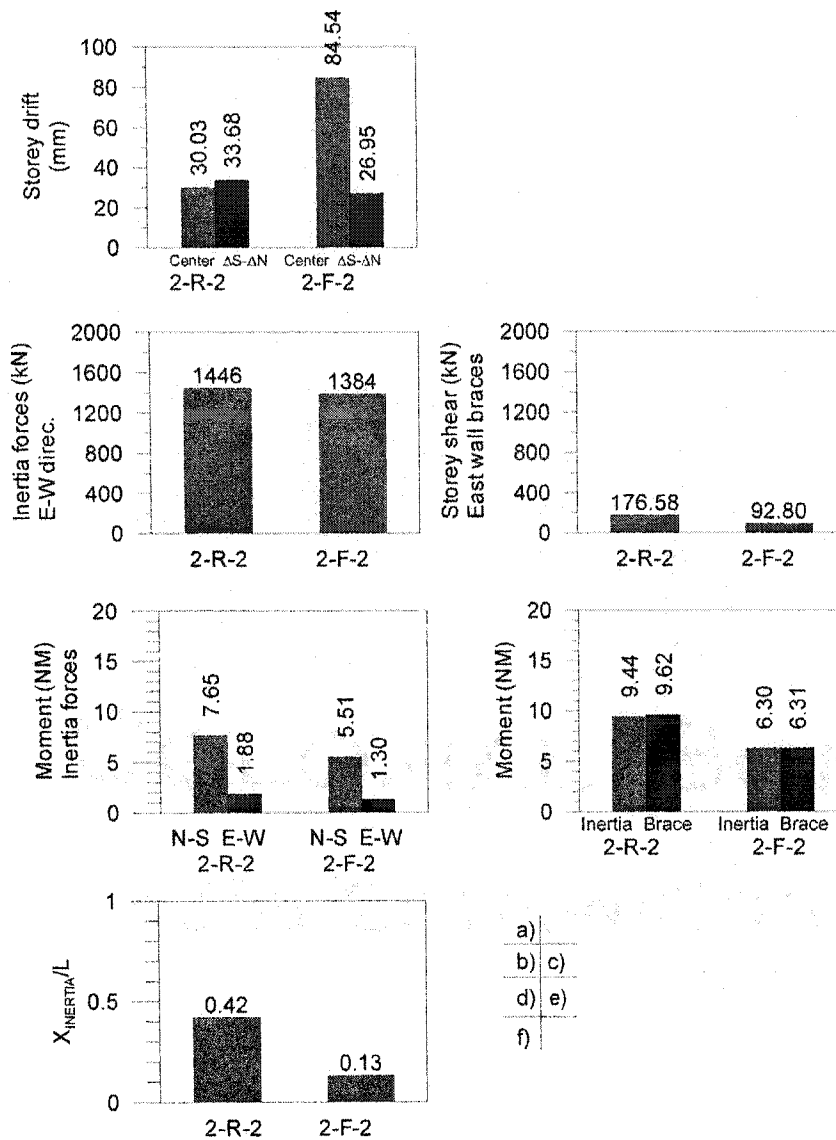 Storey drift
(mm)
100
80
60
40
20
0
30.03
33.68
84.54
26.95
Center ΔS-ΔN
Center ΔS-ΔN
2-R-2
2-F-2
Inertia forces (kN)
E-W direc.
2000
1600
1200
800
400
0
1446
1384
2-R-2
2-F-2
Storey shear (kN)
East wall braces
2000
1600
1200
800
400
0
176.58
92.80
2-R-2
2-F-2
Moment (NM)
Inertia forces
20
15
10
5
0
7.65
1.88
5.51
1.30
N-S E-W
N-S E-W
2-R-2
2-F-2
Moment (NM)
20
15
10
5
0
9.44
9.62
6.30
6.31
Inertia Brace
Inertia Brace
2-R-2
2-F-2
X_INERTIA/L
1
0.5
0
0.42
0.13
2-R-2
2-F-2
a)
b) c)
d) e)
f)